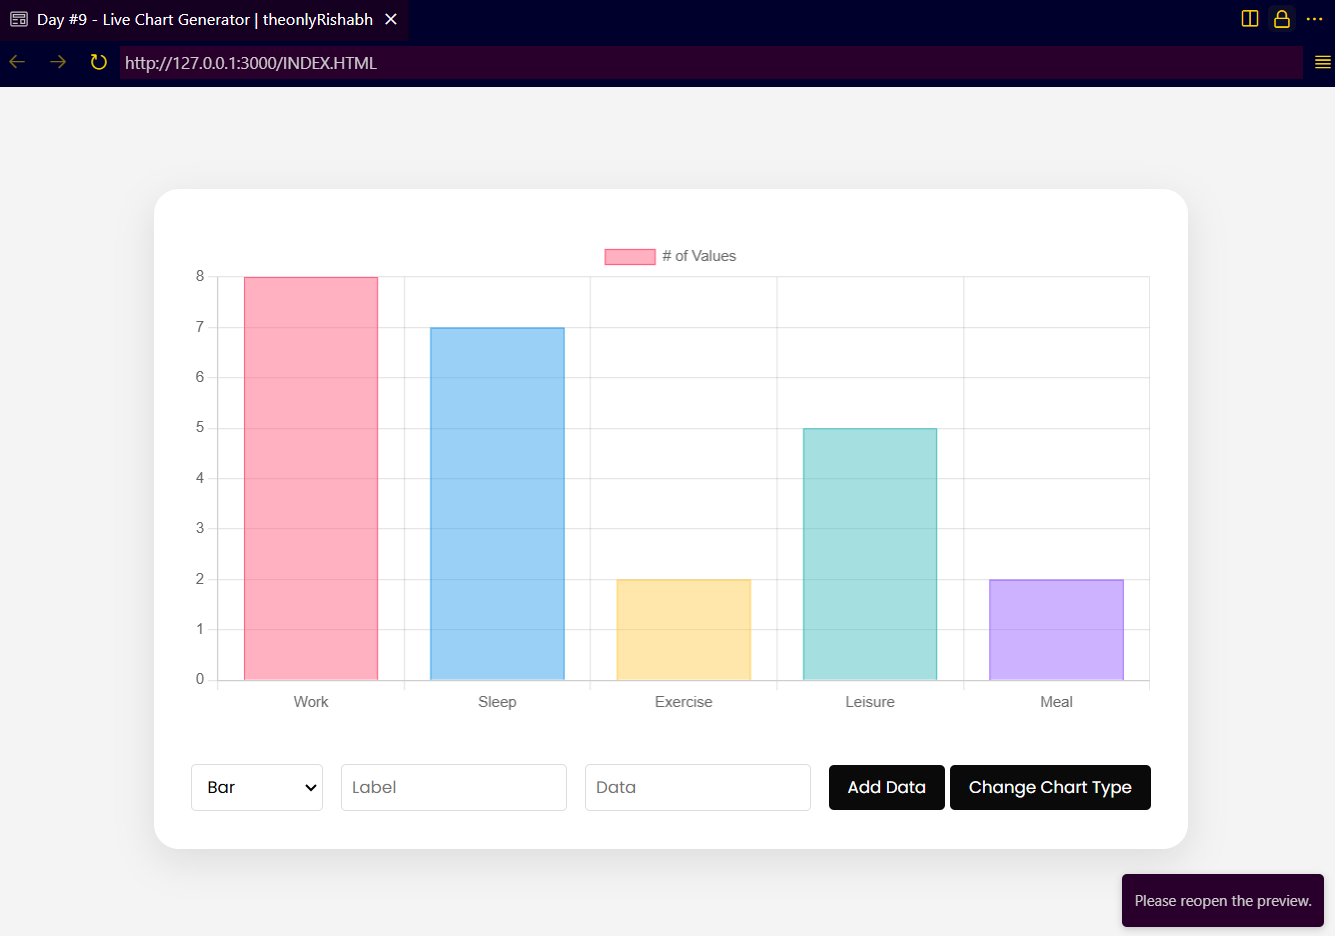 Day #9 - Live Chart Generator | theonlyRishabh
http://127.0.0.1:3000/INDEX.HTML
# of Values
8
7
6
5
4
3
2
1
0
Work Sleep Exercise Leisure Meal
Bar Label Data Add Data Change Chart Type
Please reopen the preview.